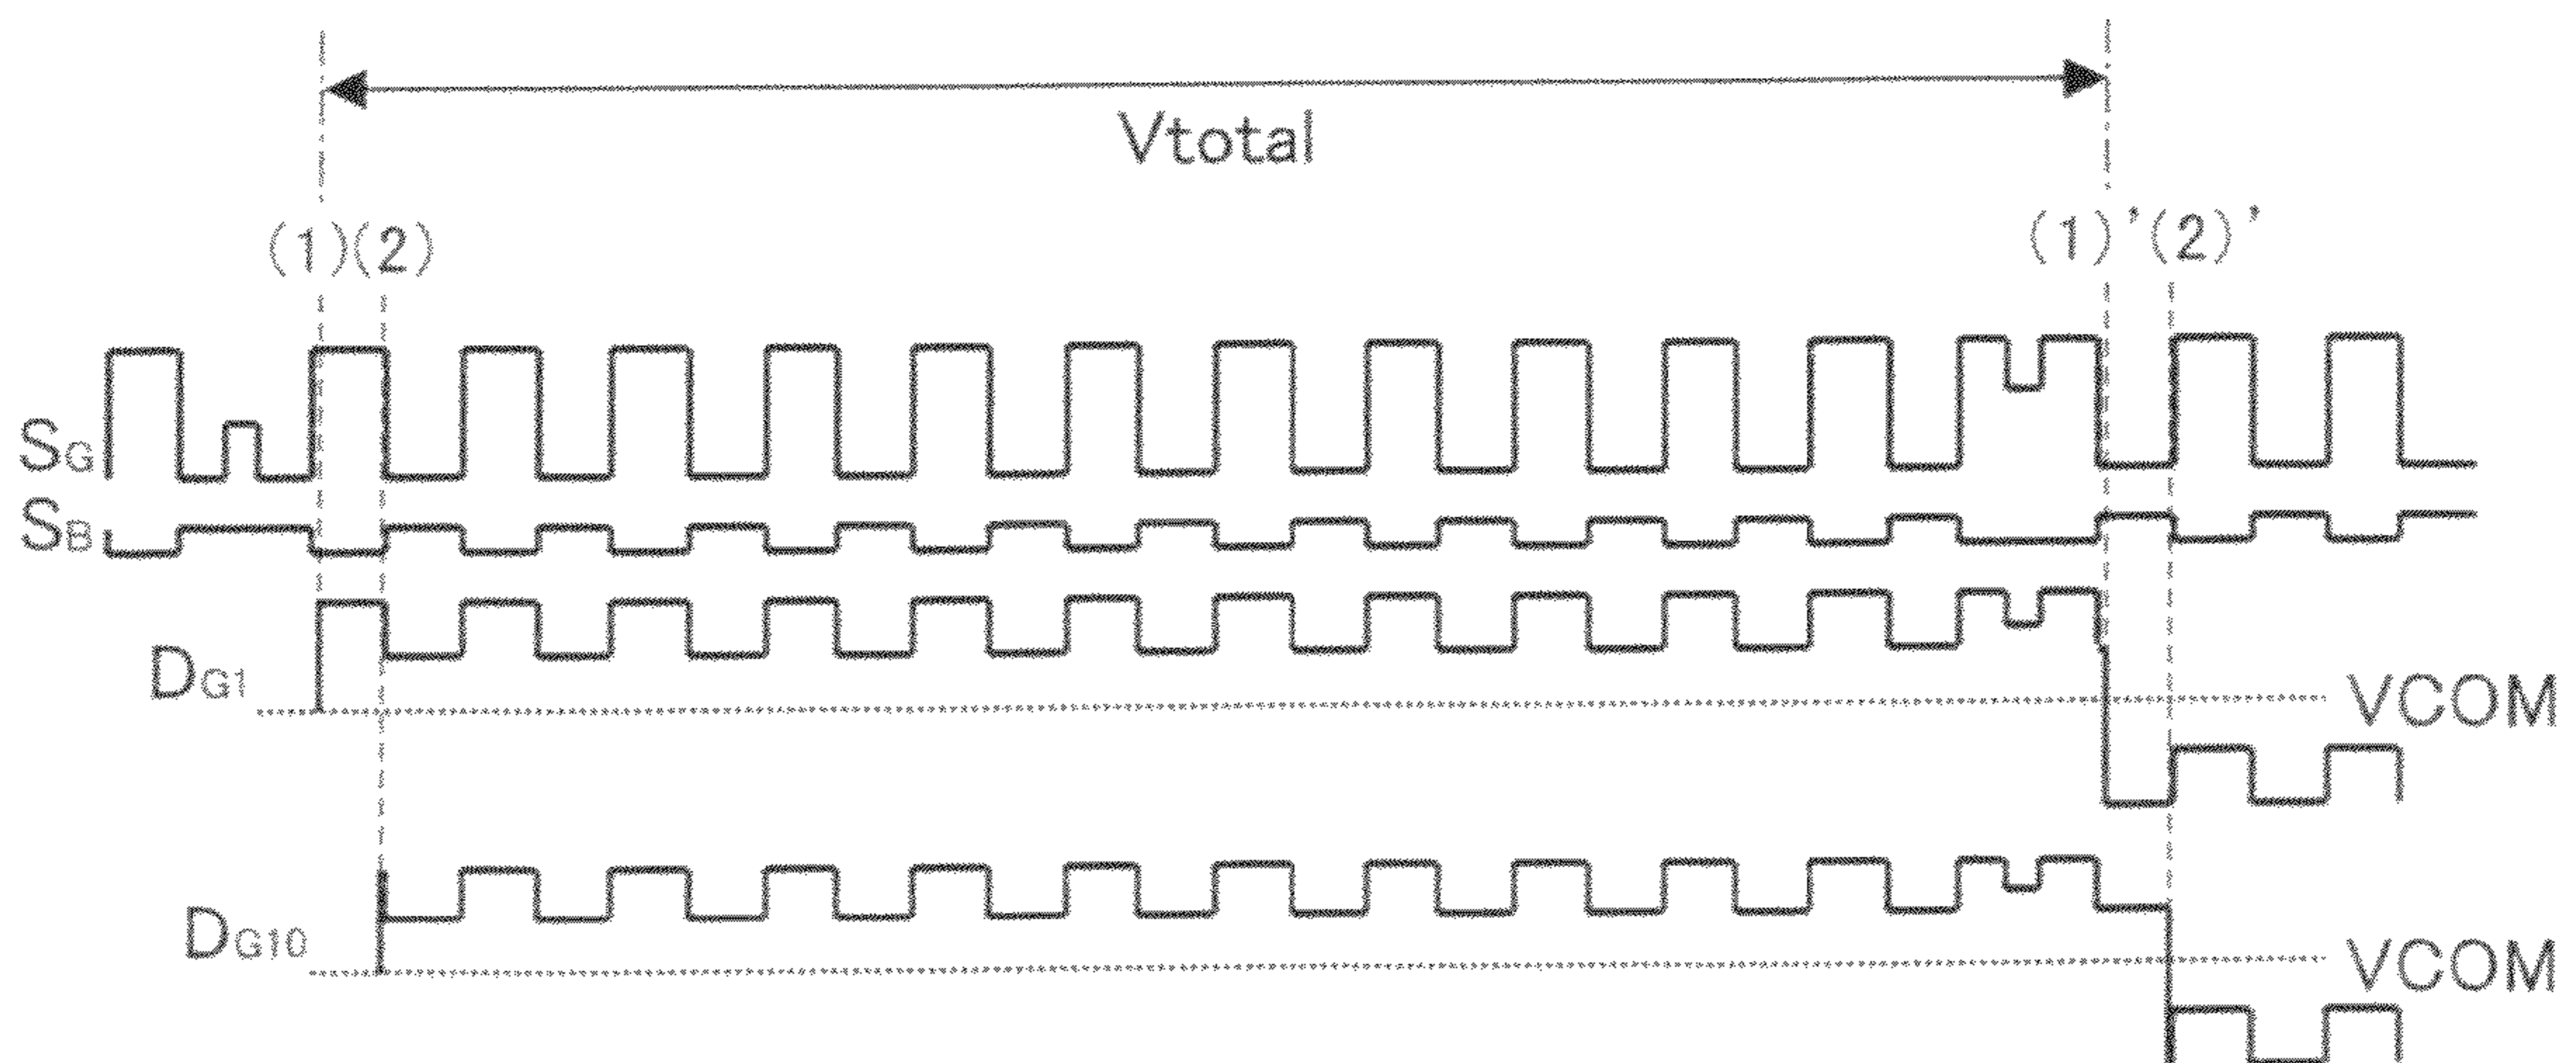 Vtotal
(1)(2) (1)'(2)'
SG
SB
DG1
VCOM
DG10
VCOM